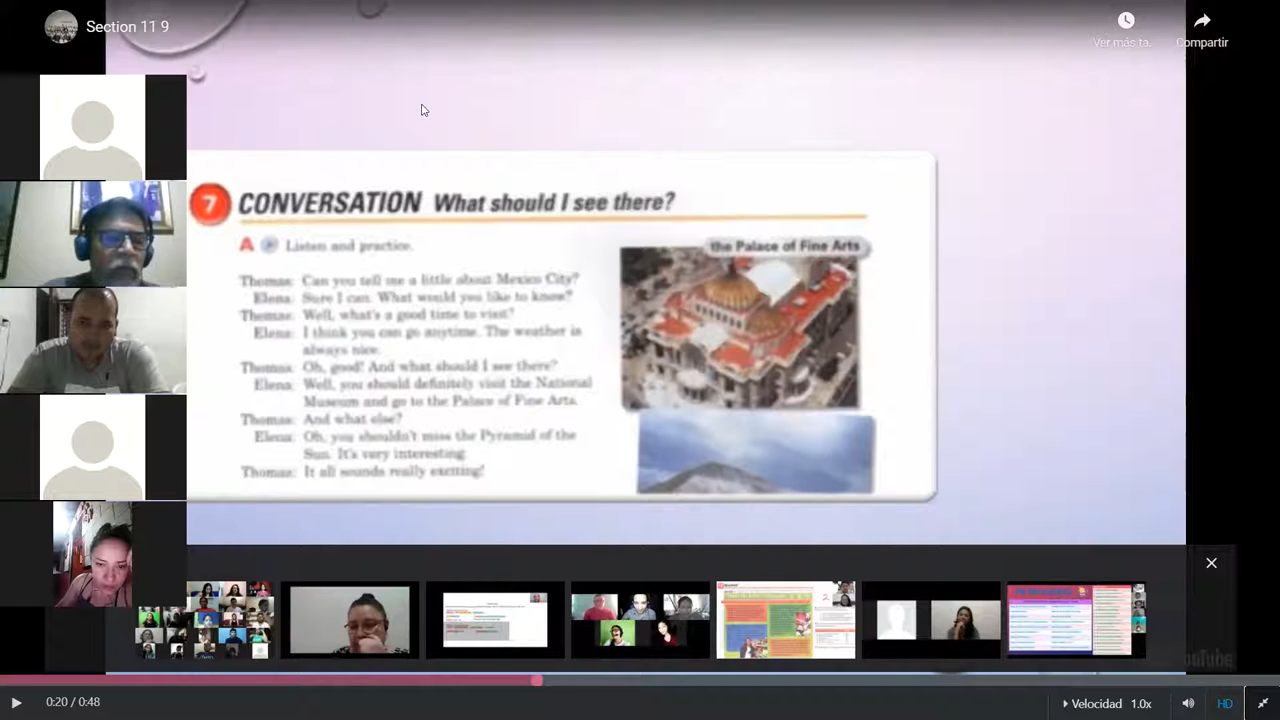 Section 11 9
Ver más ta.
Compartir
7 CONVERSATION What should I see there?
A Listen and practice.
the Palace of Fine Arts
Thomas: Can you tell me a little about Mexico City?
Elena: Sure I can. What would you like to know?
Thomas: Well, what's a good time to visit?
Elena: I think you can go anytime. The weather is
always nice.
Thomas: Oh, good! And what should I see there?
Elena: Well, you should definitely visit the National
Museum and go to the Palace of Fine Arts.
Thomas: And what else?
Elena: Oh, you shouldn't miss the Pyramid of the
Sun. It's very interesting.
Thomas: It all sounds really exciting!
YouTube
0:20 / 0:48
Velocidad 1.0x
HD